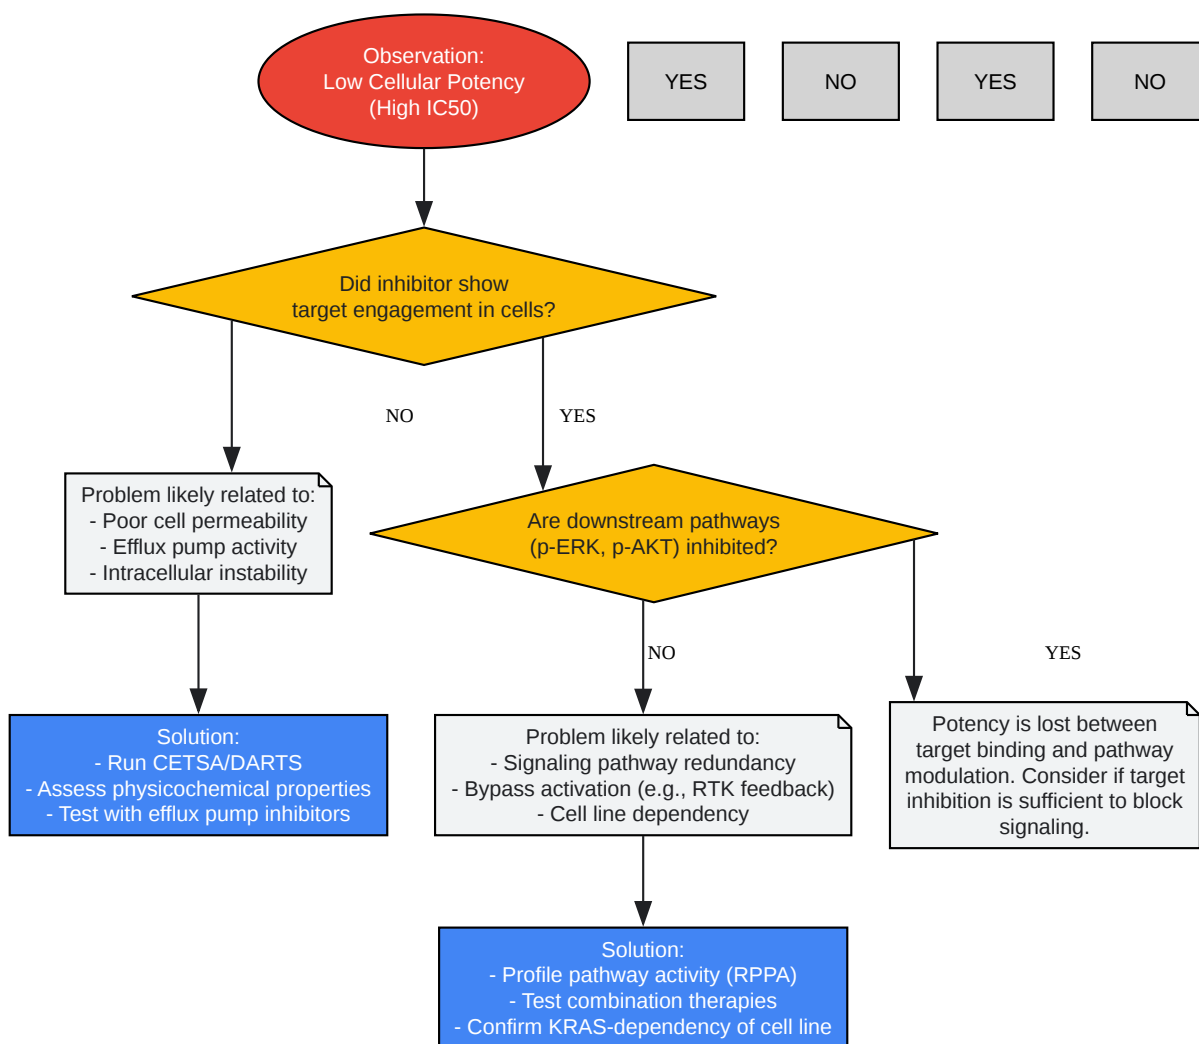 Observation:
Low Cellular Potency
(High IC50)
YES
NO
YES
NO
Did inhibitor show
target engagement in cells?
NO
YES
Problem likely related to:
- Poor cell permeability
- Efflux pump activity
- Intracellular instability
Are downstream pathways
(p-ERK, p-AKT) inhibited?
NO
YES
Solution:
- Run CETSA/DARTS
- Assess physicochemical properties
- Test with efflux pump inhibitors
Problem likely related to:
- Signaling pathway redundancy
- Bypass activation (e.g., RTK feedback)
- Cell line dependency
Potency is lost between
target binding and pathway
modulation. Consider if target
inhibition is sufficient to block
signaling.
Solution:
- Profile pathway activity (RPPA)
- Test combination therapies
- Confirm KRAS-dependency of cell line